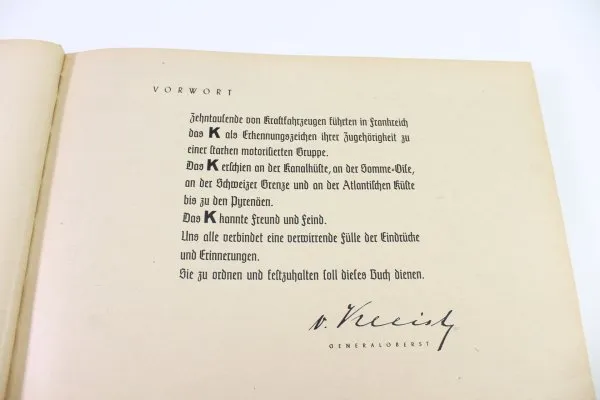 VORWORT
Zehntausende von Kraftfahrzeugen führten in Frankreich
das K als Erkennungszeichen ihrer Zugehörigkeit zu
einer starken motorisierten Gruppe.
Das K erschien an der Kanalküste, an der Somme-Oise,
an der Schweizer Grenze und an der Atlantischen Küste
bis zu den Pyrenäen.
Das K kannte Freund und Feind.
Uns alle verbindet eine verwirrende Fülle der Eindrücke
und Erinnerungen.
Sie zu ordnen und festzuhalten soll dieses Buch dienen.
v. Kleist
GENERALOBERST